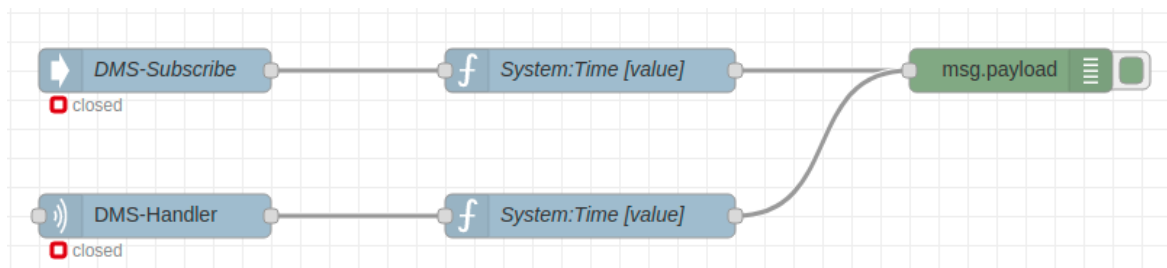 DMS-Subscribe
System:Time [value]
msg.payload
closed
DMS-Handler
System:Time [value]
closed